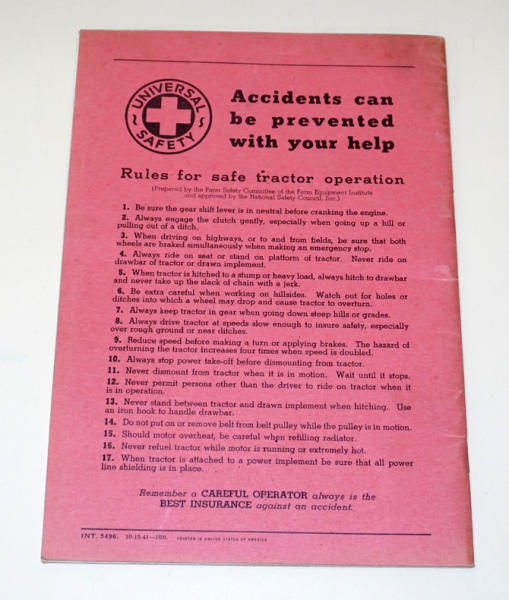 UNIVERSAL
SAFETY
Accidents can
be prevented
with your help
Rules for safe tractor operation
(Prepared by the Farm Safety Committee of the Farm Equipment Institute
and approved by the National Safety Council, Inc.)
1. Be sure the gear shift lever is in neutral before cranking the engine.
2. Always engage the clutch gently, especially when going up a hill or
pulling out of a ditch.
3. When driving on highways, or to and from fields, be sure that both
wheels are braked simultaneously when making an emergency stop.
4. Always ride on seat or stand on platform of tractor. Never ride on
drawbar of tractor or drawn implement.
5. When tractor is hitched to a stump or heavy load, always hitch to drawbar
and never take up the slack of chain with a jerk.
6. Be extra careful when working on hillsides. Watch out for holes or
ditches into which a wheel may drop and cause tractor to overturn.
7. Always keep tractor in gear when going down steep hills or grades.
8. Always drive tractor at speeds slow enough to insure safety, especially
over rough ground or near ditches.
9. Reduce speed before making a turn or applying brakes. The hazard of
overturning the tractor increases four times when speed is doubled.
10. Always stop power take-off before dismounting from tractor.
11. Never dismount from tractor when it is in motion. Wait until it stops.
12. Never permit persons other than the driver to ride on tractor when it
is in operation.
13. Never stand between tractor and drawn implement when hitching. Use
an iron hook to handle drawbar.
14. Do not put on or remove belt from belt pulley while the pulley is in motion.
15. Should motor overheat, be careful when refilling radiator.
16. Never refuel tractor while motor is running or extremely hot.
17. When tractor is attached to a power implement be sure that all power
line shielding is in place.
Remember a CAREFUL OPERATOR always is the
BEST INSURANCE against an accident.
INT. 5496. 10-15-41— PRINTED IN UNITED STATES OF AMERICA